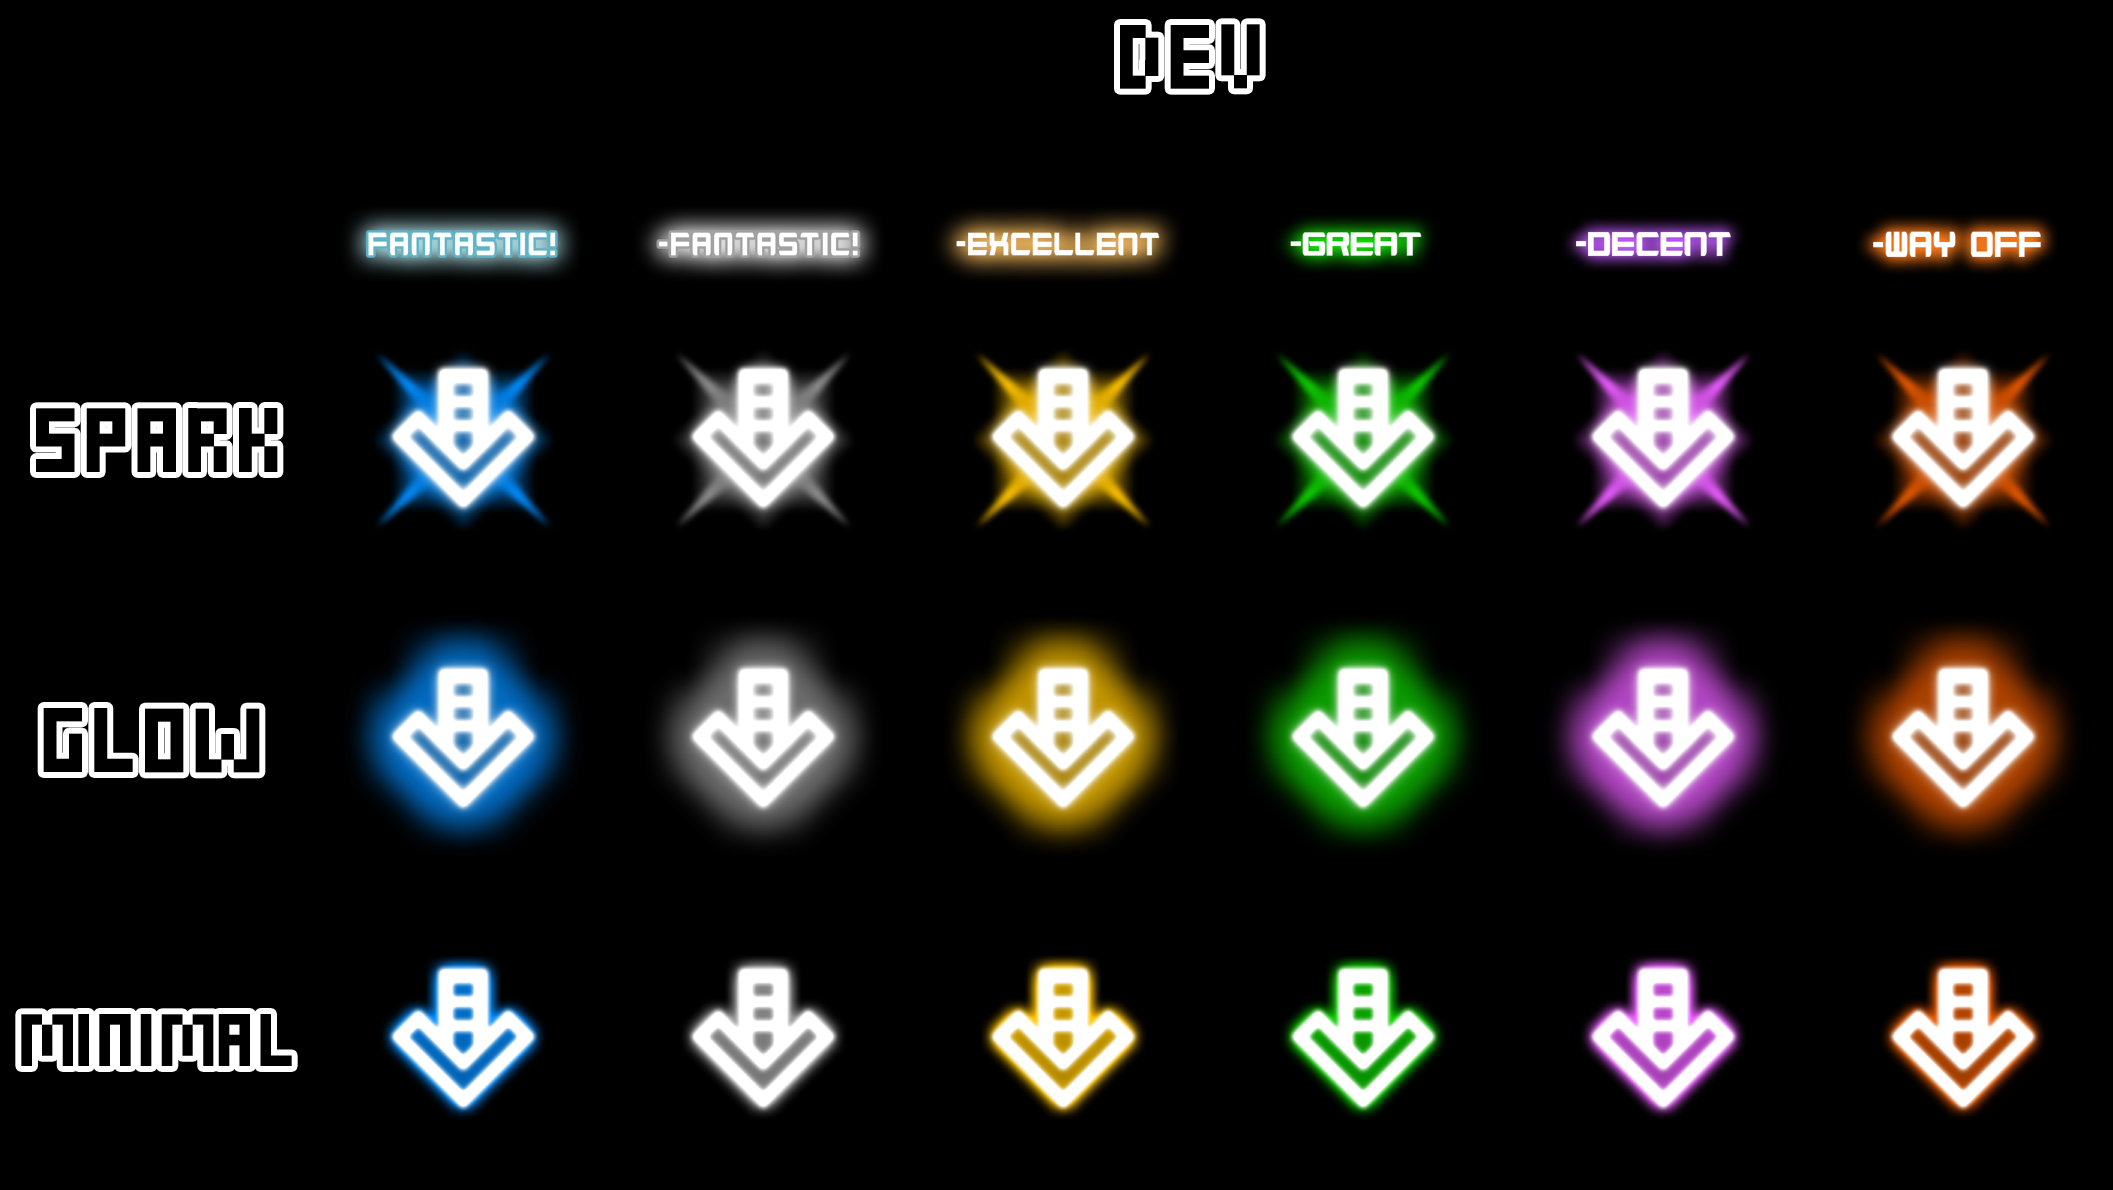 DEV
FANTASTIC! -FANTASTIC! -EXCELLENT -GREAT -DECENT -WAY OFF
SPARK
GLOW
MINIMAL